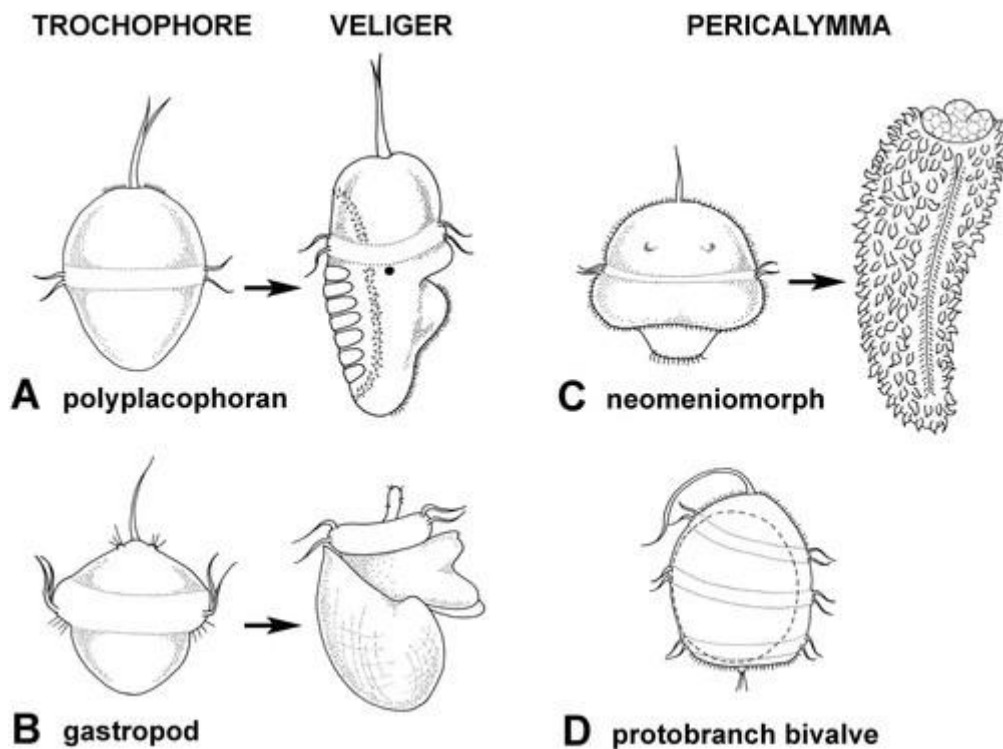 TROCHOPHORE VELIGER PERICALYMMA
A polyplacophoran
C neomeniomorph
B gastropod
D protobranch bivalve